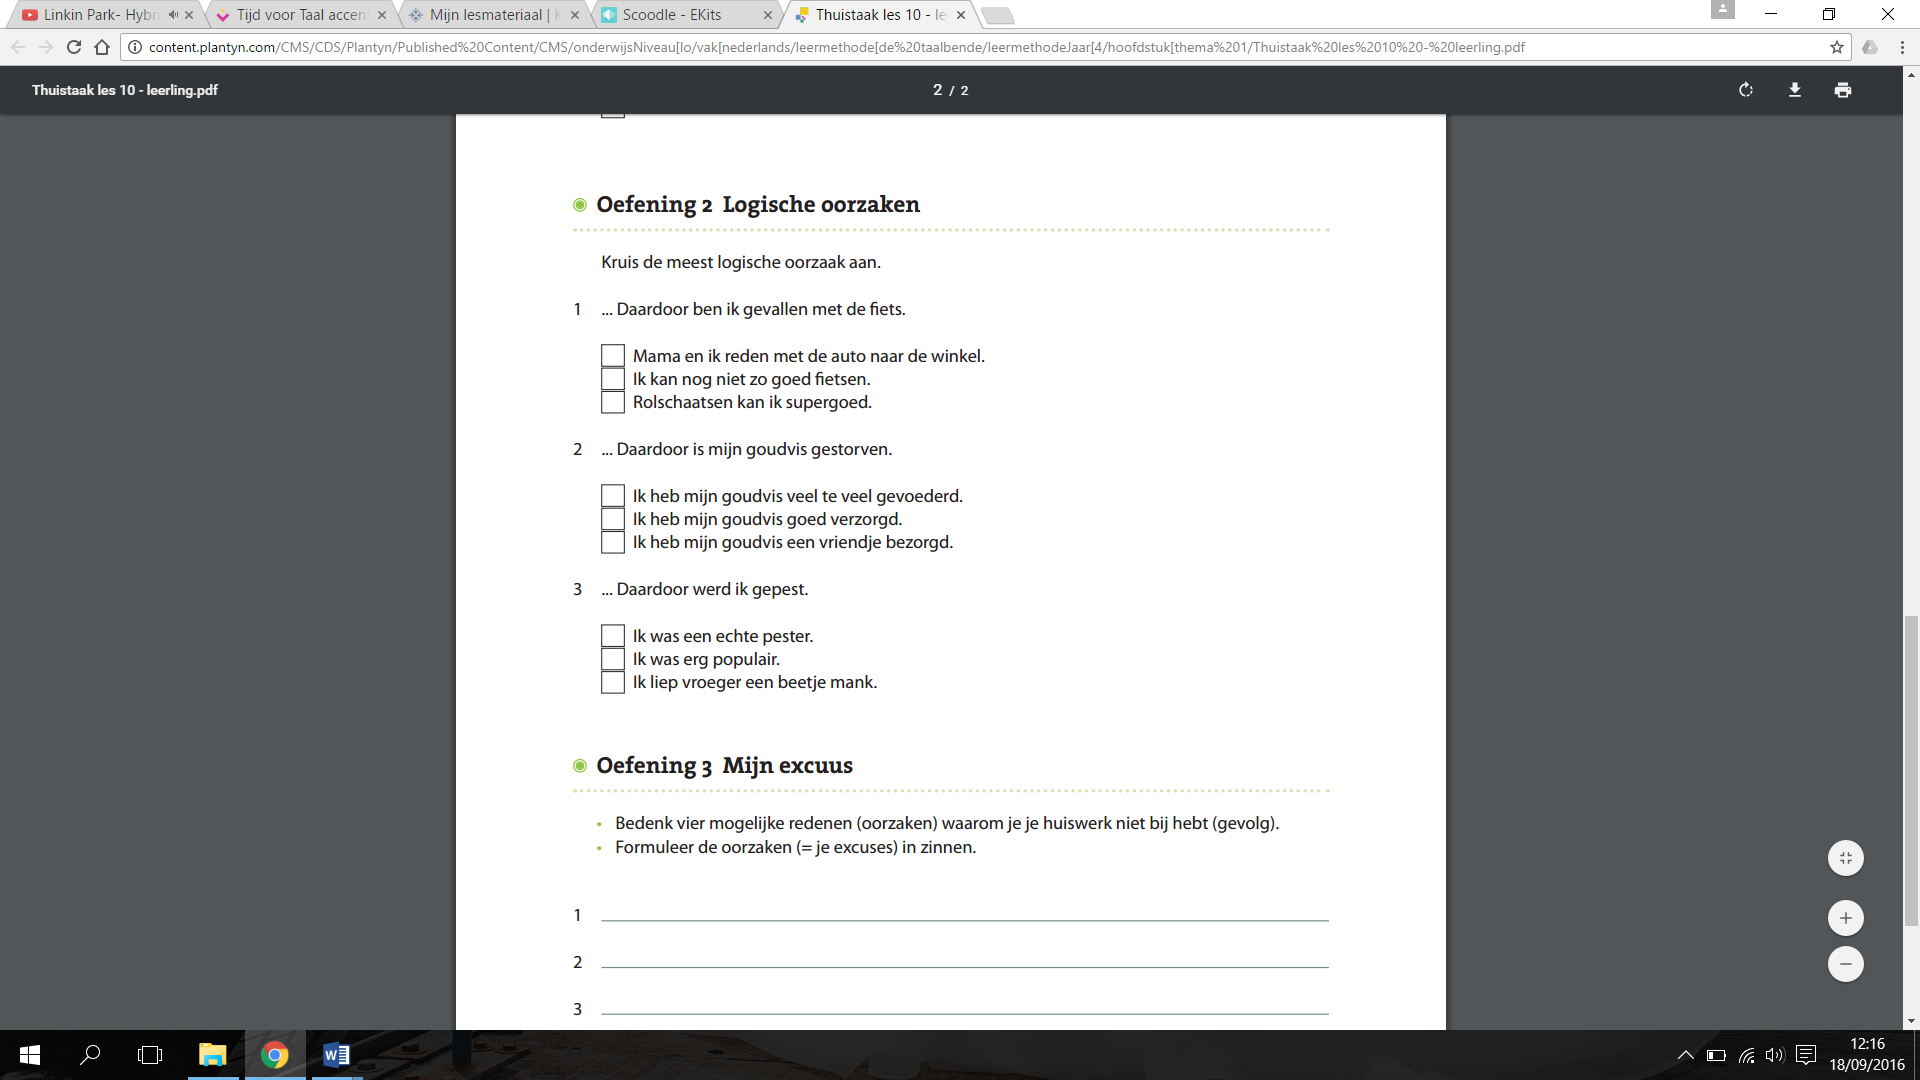 Linkin Park- Hybr
Tijd voor Taal accent
Mijn lesmateriaal | K
Scoodle - EKits
Thuistaak les 10 - le
content.plantyn.com/CMS/CDS/Plantyn/Published%20Content/CMS/onderwijsNiveau[lo/vak[nederlands/leermethode[de%20taalbende/leermethodeJaar[4/hoofdstuk[thema%201/Thuistaak%20les%2010%20-%20leerling.pdf
Thuistaak les 10 - leerling.pdf
2 / 2
Oefening 2 Logische oorzaken
Kruis de meest logische oorzaak aan.
1 ... Daardoor ben ik gevallen met de fiets.
Mama en ik reden met de auto naar de winkel.
Ik kan nog niet zo goed fietsen.
Rolschaatsen kan ik supergoed.
2 ... Daardoor is mijn goudvis gestorven.
Ik heb mijn goudvis veel te veel gevoederd.
Ik heb mijn goudvis goed verzorgd.
Ik heb mijn goudvis een vriendje bezorgd.
3 ... Daardoor werd ik gepest.
Ik was een echte pester.
Ik was erg populair.
Ik liep vroeger een beetje mank.
Oefening 3 Mijn excuus
• Bedenk vier mogelijke redenen (oorzaken) waarom je je huiswerk niet bij hebt (gevolg).
• Formuleer de oorzaken (= je excuses) in zinnen.
1
2
3
12:16
18/09/2016